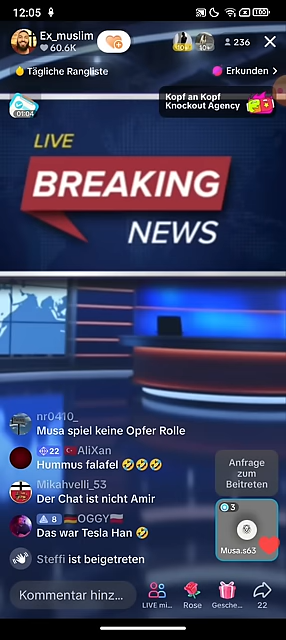 12:05
100
Ex_muslim
60.6K
10+
236
Tägliche Rangliste
Erkunden
01:04
Kopf an Kopf
Knockout Agency
LIVE
BREAKING
NEWS
nr0410_
Musa spiel keine Opfer Rolle
22 AliXan
Hummus falafel 🤣🤣🤣
Mikahvelli_53
Der Chat ist nicht Amir
8 OGGY
Das war Tesla Han 🤣
Steffi ist beigetreten
Anfrage
zum
Beitreten
3
Musa.s63
Kommentar hinz...
LIVE mi...
Rose
Gesche...
22